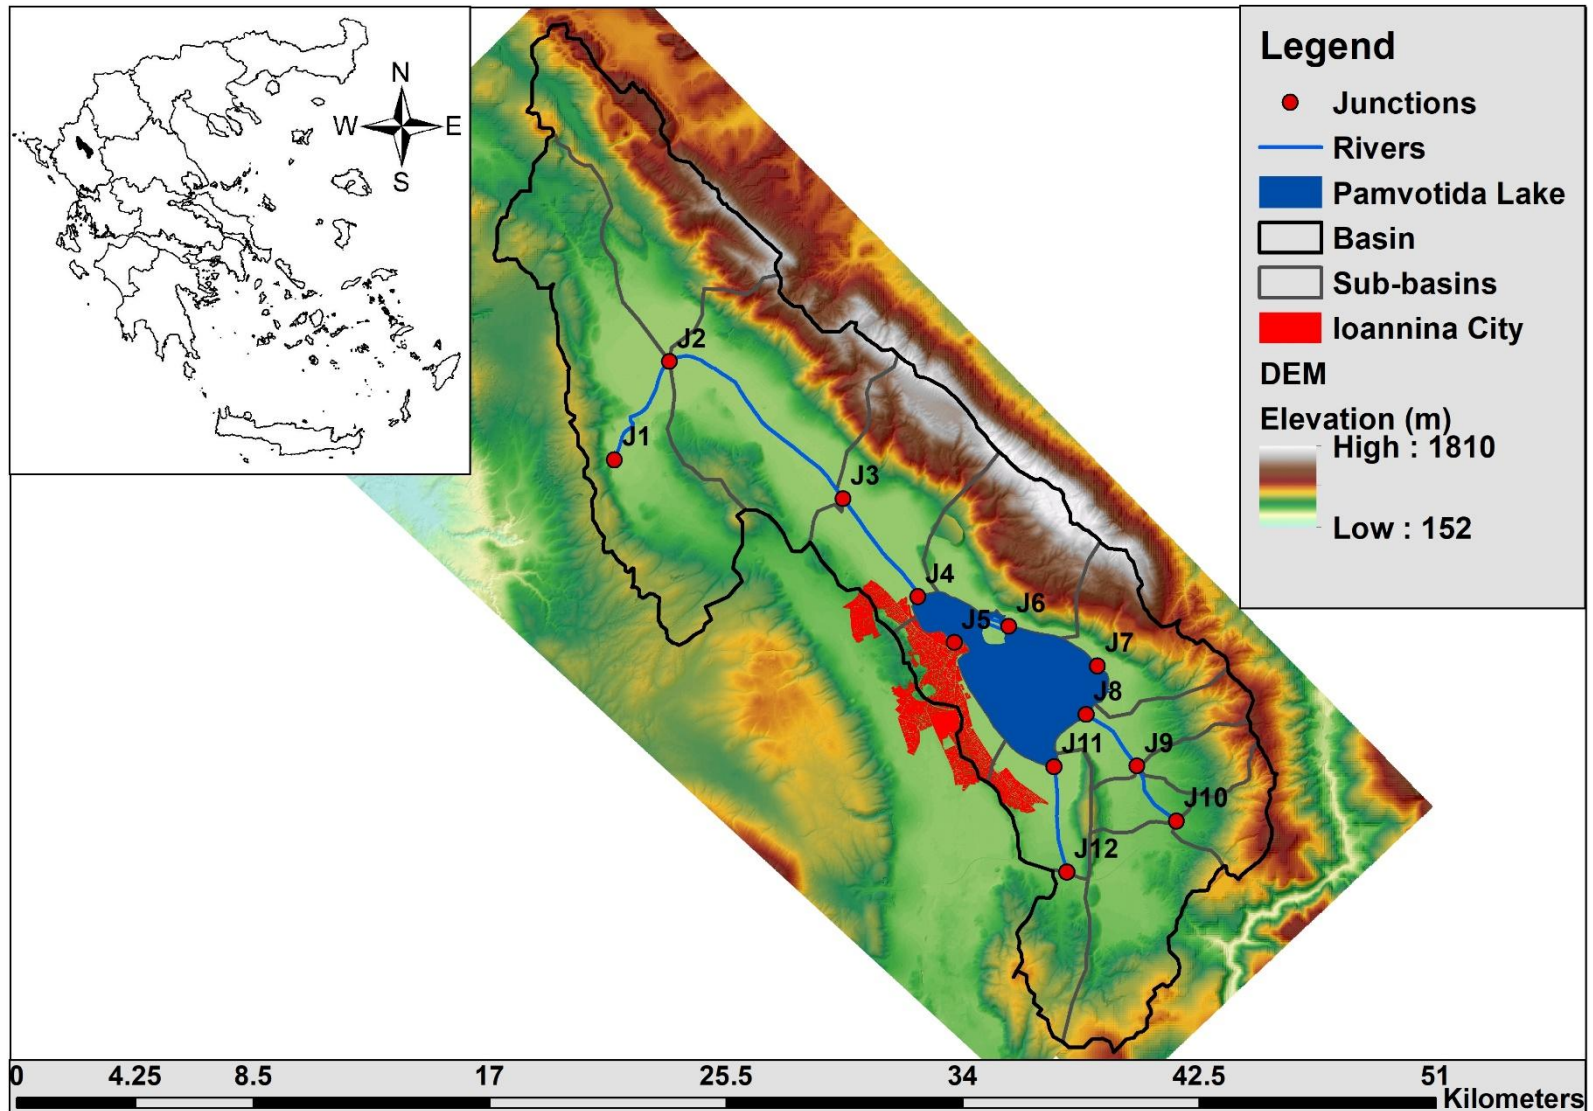 N
W E
S
Legend
Junctions
Rivers
Pamvotida Lake
Basin
Sub-basins
Ioannina City
DEM
Elevation (m)
High : 1810
Low : 152
J2
J1
J3
J4
J5
J6
J7
J8
J9
J10
J11
J12
0 4.25 8.5 17 25.5 34 42.5 51
Kilometers